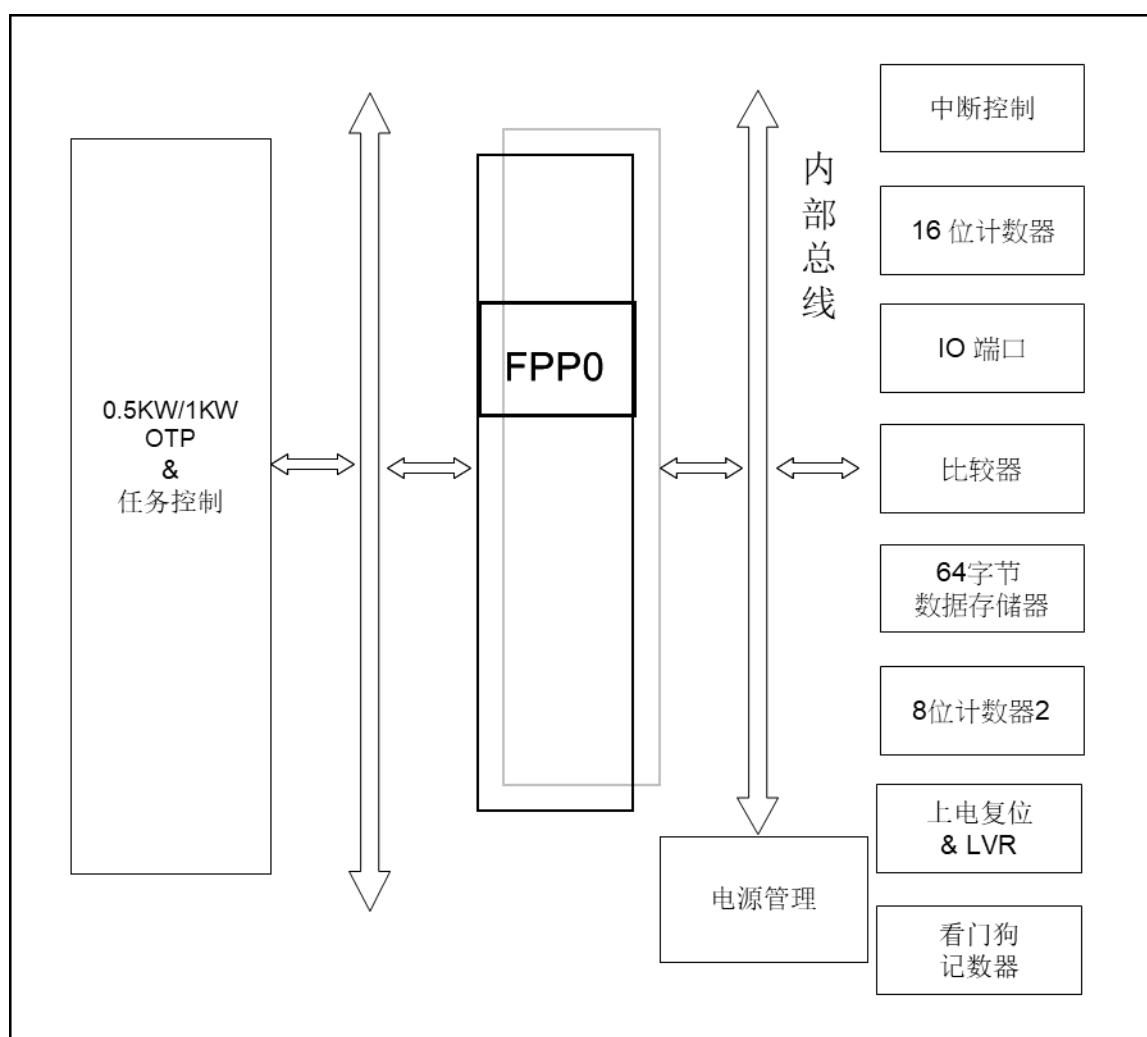 0.5KW/1KW
OTP
&
任务控制
FPP0
内部总线
中断控制
16 位计数器
IO 端口
比较器
64字节
数据存储器
8位计数器2
上电复位
& LVR
电源管理
看门狗
记数器